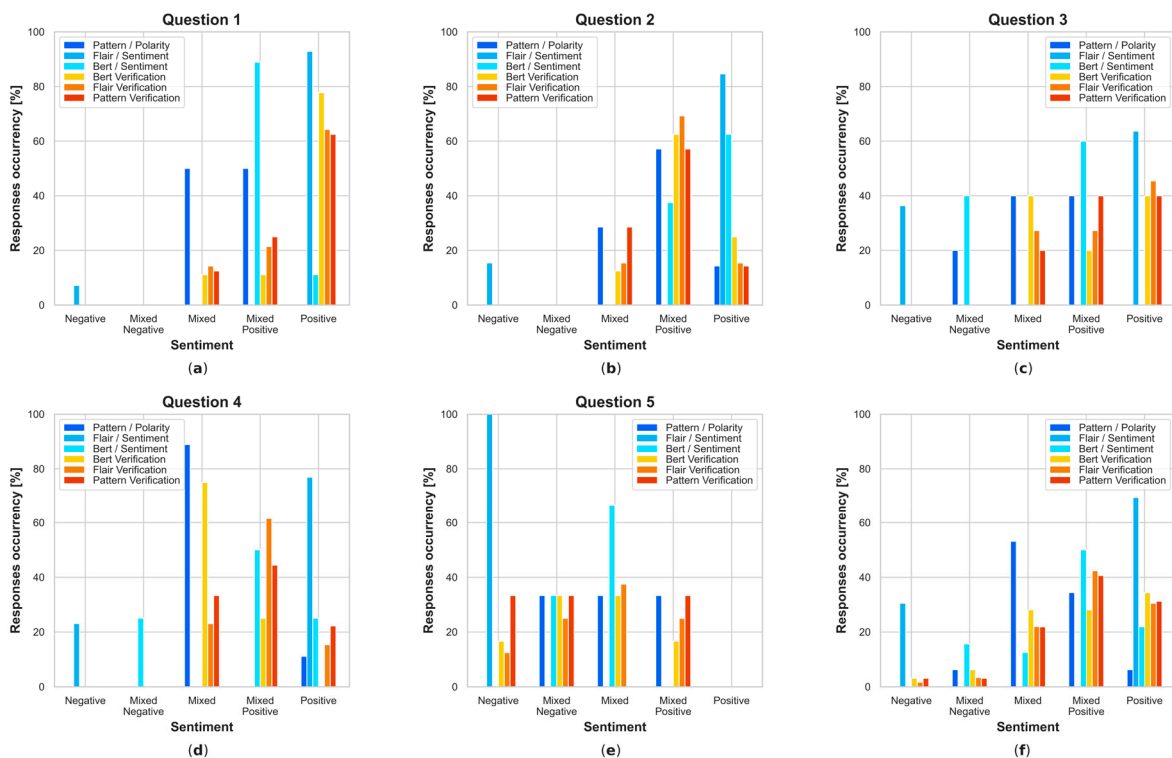 Question 1
100
80
60
40
20
0
Responses occurrency [%]
Pattern / Polarity
Flair / Sentiment
Bert / Sentiment
Bert Verification
Flair Verification
Pattern Verification
Negative
Mixed
Negative
Mixed
Mixed
Positive
Positive
Sentiment
(a)
Question 2
100
80
60
40
20
0
Responses occurrency [%]
Pattern / Polarity
Flair / Sentiment
Bert / Sentiment
Bert Verification
Flair Verification
Pattern Verification
Negative
Mixed
Negative
Mixed
Mixed
Positive
Positive
Sentiment
(b)
Question 3
100
80
60
40
20
0
Responses occurrency [%]
Pattern / Polarity
Flair / Sentiment
Bert / Sentiment
Bert Verification
Flair Verification
Pattern Verification
Negative
Mixed
Negative
Mixed
Mixed
Positive
Positive
Sentiment
(c)
Question 4
100
80
60
40
20
0
Responses occurrency [%]
Pattern / Polarity
Flair / Sentiment
Bert / Sentiment
Bert Verification
Flair Verification
Pattern Verification
Negative
Mixed
Negative
Mixed
Mixed
Positive
Positive
Sentiment
(d)
Question 5
100
80
60
40
20
0
Responses occurrency [%]
Pattern / Polarity
Flair / Sentiment
Bert / Sentiment
Bert Verification
Flair Verification
Pattern Verification
Negative
Mixed
Negative
Mixed
Mixed
Positive
Positive
Sentiment
(e)
100
80
60
40
20
0
Responses occurrency [%]
Pattern / Polarity
Flair / Sentiment
Bert / Sentiment
Bert Verification
Flair Verification
Pattern Verification
Negative
Mixed
Negative
Mixed
Mixed
Positive
Positive
Sentiment
(f)